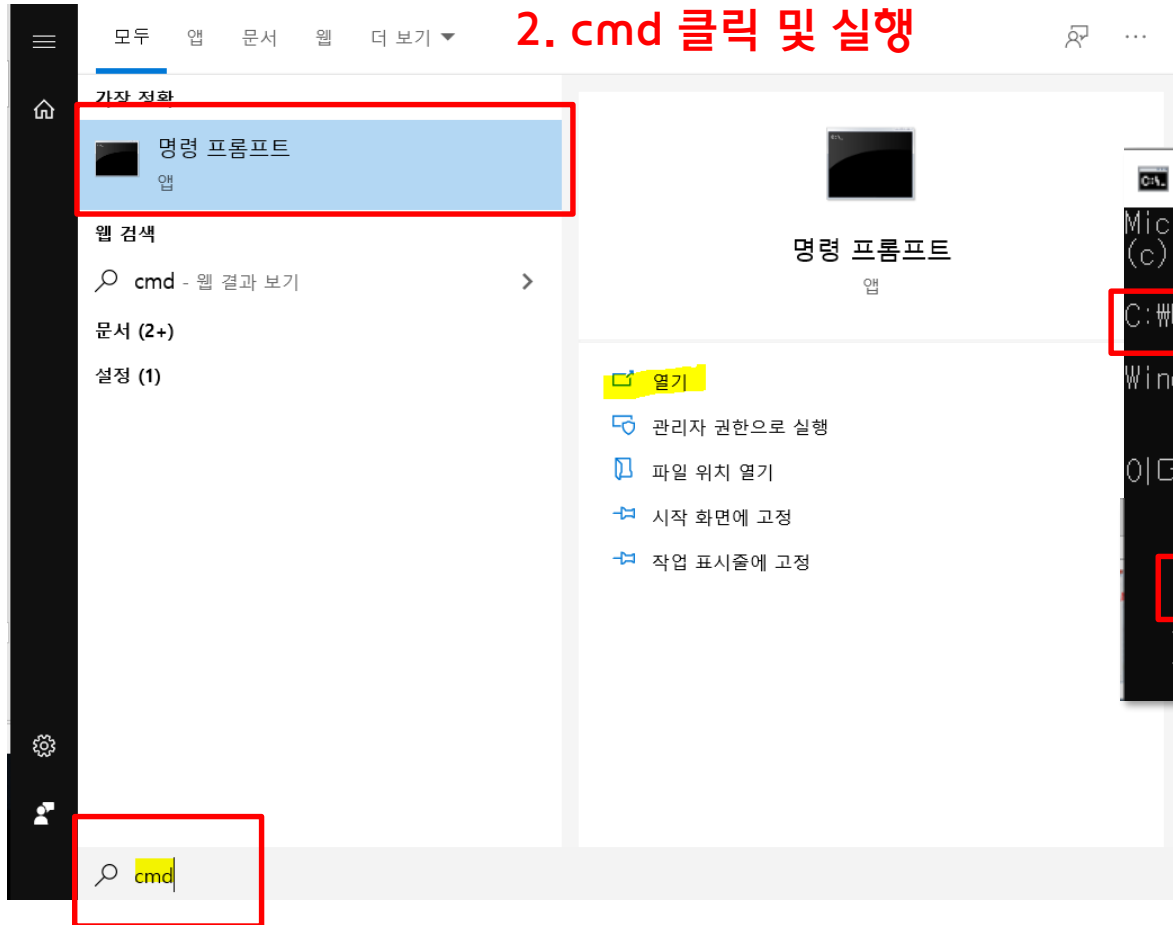 2. cmd 클릭 및 실행
모두 앱 문서 웹 더 보기
가장 정확
명령 프롬프트
앱
웹 검색
cmd - 웹 결과 보기
문서 (2+)
설정 (1)
cmd
명령 프롬프트
앱
열기
관리자 권한으로 실행
파일 위치 열기
시작 화면에 고정
작업 표시줄에 고정
C:\_
Mic
(c)
C:₩
Win